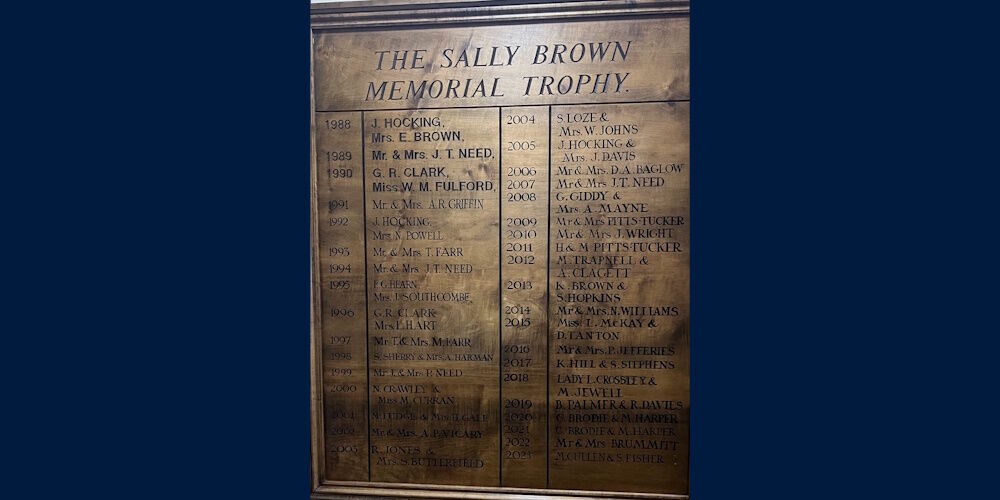 THE SALLY BROWN
MEMORIAL TROPHY.
1988 J. HOCKING,
Mrs. E. BROWN,
1989 Mr. & Mrs. J. T. NEED,
1990 G. R. CLARK,
Miss. W. M. FULFORD,
1991 Mr. & Mrs. A.R. GRIFFIN
1992 J. HOCKING,
Mrs. N. POWELL
1993 Mr. & Mrs. T. FARR
1994 Mr. & Mrs. J.T. NEED
1995 F. G. HEARN
Mrs. J. SOUTHCOMBE
1996 G.R. CLARK
Mrs. L. HART
1997 Mr. T. & Mrs. M. FARR
1998 S. SHERRY & Mrs. A. HARMAN
1999 Mr. J. & Mrs. P. NEED
2000 N. CRAWLEY &
Miss M. CURRAN
2001 FUDGE & Mrs.
2002 Mr. & Mrs. A. P. VICARY
2003 R. JONES &
Mrs. S. BUTTERFIELD
2004 S. LOZE &
Mrs. W. JOHNS
2005 J. HOCKING &
Mrs. J. DAVIS
2006 Mr & Mrs. D. A. BAGLOW
2007 Mr & Mrs J.T. NEED
2008 G. GIDDY &
Mrs. A. MAYNE
2009 Mr & Mrs PITTS-TUCKER
2010 Mr & Mrs J. WRIGHT
2011 H & M PITTS-TUCKER
2012 M. TRAPNELL &
A. CLAGETT
2013 K. BROWN &
S. HOPKINS
2014 Mr & Mrs. N. WILLIAMS
2015 Miss. L. McKAY &
D. TANTON
2016 Mr & Mrs. P. JEFFERIES
2017 K. HILL & S. STEPHENS
2018 LADY L. CROSSLEY &
M. JEWELL
2019 B. PALMER & R. DAVIES
2020 C. BRODIE & M. HARPER
2021 C. BRODIE & M. HARPER
2022 Mr & Mrs BRUMMITT
2023 M. CULLEN & S. FISHER